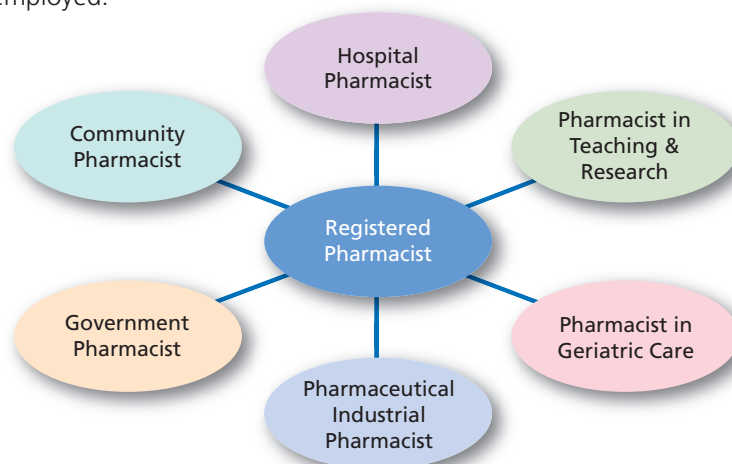 employed.
Hospital
Pharmacist
Community
Pharmacist
Pharmacist in
Teaching &
Research
Registered
Pharmacist
Government
Pharmacist
Pharmacist in
Geriatric Care
Pharmaceutical
Industrial
Pharmacist